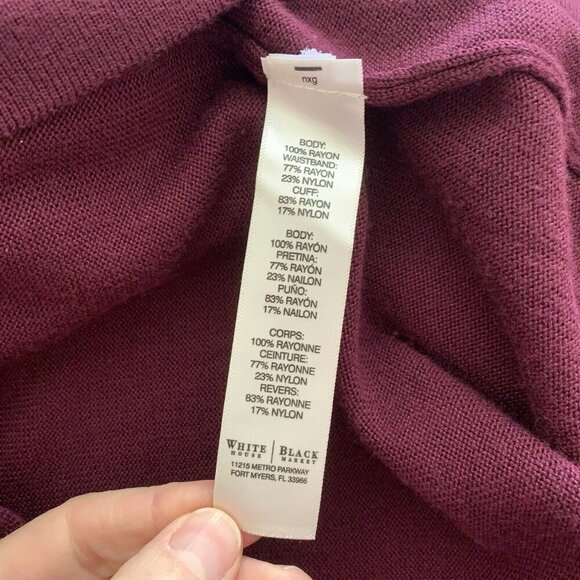 nxg
BODY:
100% RAYON
WAISTBAND:
77% RAYON
23% NYLON
CUFF:
83% RAYON
17% NYLON
BODY:
100% RAYÓN
PRETINA:
77% RAYÓN
23% NAILON
PUÑO:
83% RAYÓN
17% NAILON
CORPS:
100% RAYONNE
CEINTURE:
77% RAYONNE
23% NYLON
REVERS:
83% RAYONNE
17% NYLON
WHITE | BLACK
HOUSE | MARKET
11215 METRO PARKWAY
FORT MYERS, FL 33966